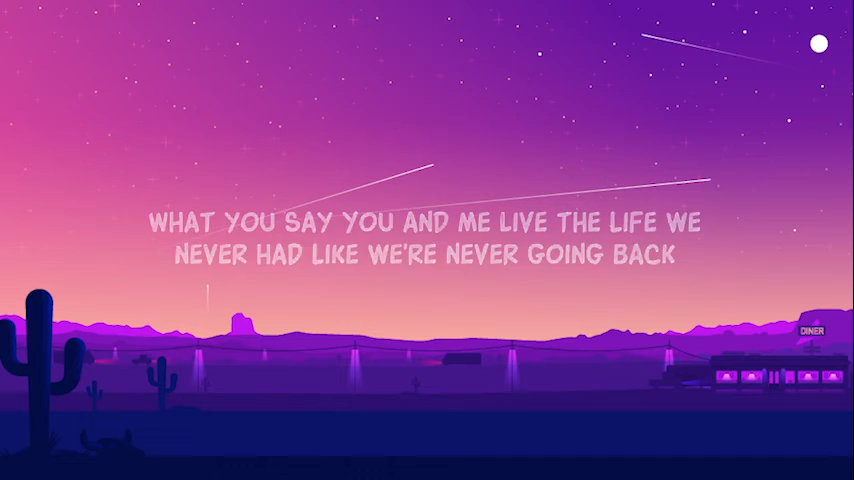 WHAT YOU SAY YOU AND ME LIVE THE LIFE WE
NEVER HAD LIKE WE'RE NEVER GOING BACK
DINER